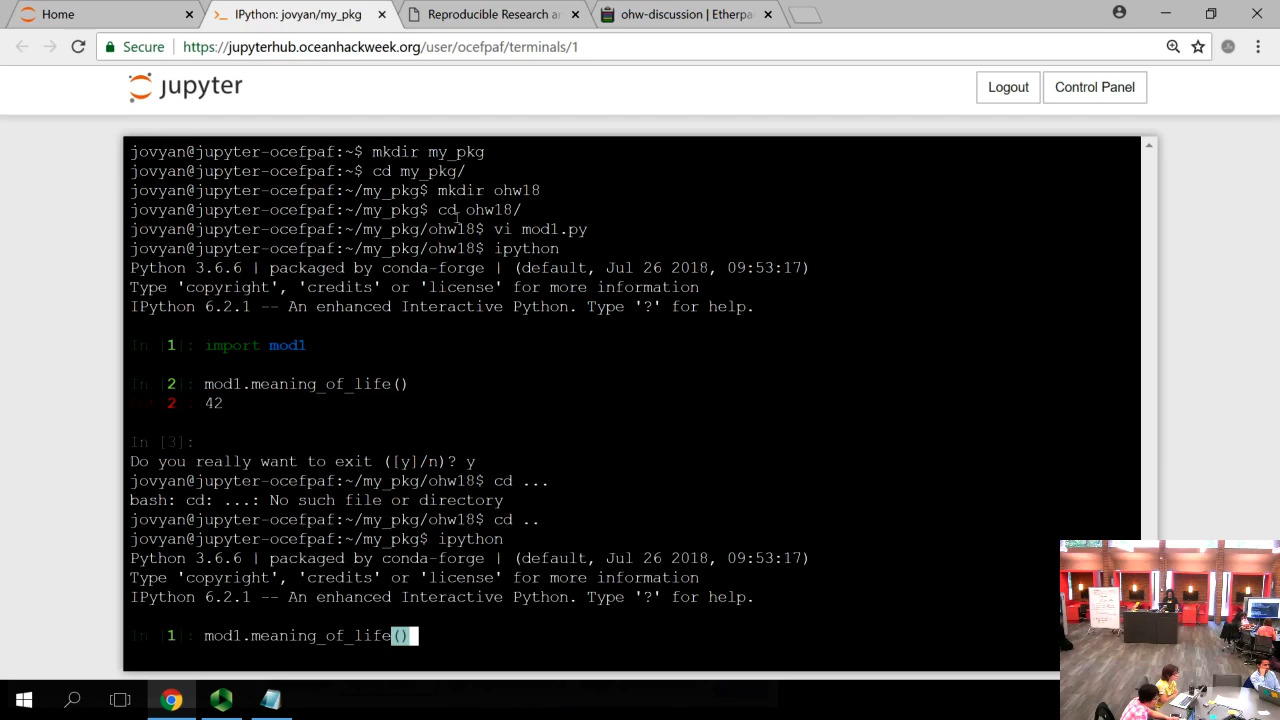 Home
IPython: jovyan/my_pkg
Reproducible Research ar
ohw-discussion | Etherpa
Secure
https://jupyterhub.oceanhackweek.org/user/ocefpaf/terminals/1
jupyter
Logout
Control Panel
jovyan@jupyter-ocefpaf:~$ mkdir my_pkg
jovyan@jupyter-ocefpaf:~$ cd my_pkg/
jovyan@jupyter-ocefpaf:~/my_pkg$ mkdir ohw18
jovyan@jupyter-ocefpaf:~/my_pkg$ cd ohw18/
jovyan@jupyter-ocefpaf:~/my_pkg/ohw18$ vi mod1.py
jovyan@jupyter-ocefpaf:~/my_pkg/ohw18$ ipython
Python 3.6.6 | packaged by conda-forge | (default, Jul 26 2018, 09:53:17)
Type 'copyright', 'credits' or 'license' for more information
IPython 6.2.1 -- An enhanced Interactive Python. Type '?' for help.
In [1]: import mod1
In [2]: mod1.meaning_of_life()
Out[2]: 42
In [3]:
Do you really want to exit ([y]/n)? y
jovyan@jupyter-ocefpaf:~/my_pkg/ohw18$ cd ...
bash: cd: ...: No such file or directory
jovyan@jupyter-ocefpaf:~/my_pkg/ohw18$ cd ..
jovyan@jupyter-ocefpaf:~/my_pkg$ ipython
Python 3.6.6 | packaged by conda-forge | (default, Jul 26 2018, 09:53:17)
Type 'copyright', 'credits' or 'license' for more information
IPython 6.2.1 -- An enhanced Interactive Python. Type '?' for help.
In [1]: mod1.meaning_of_life()